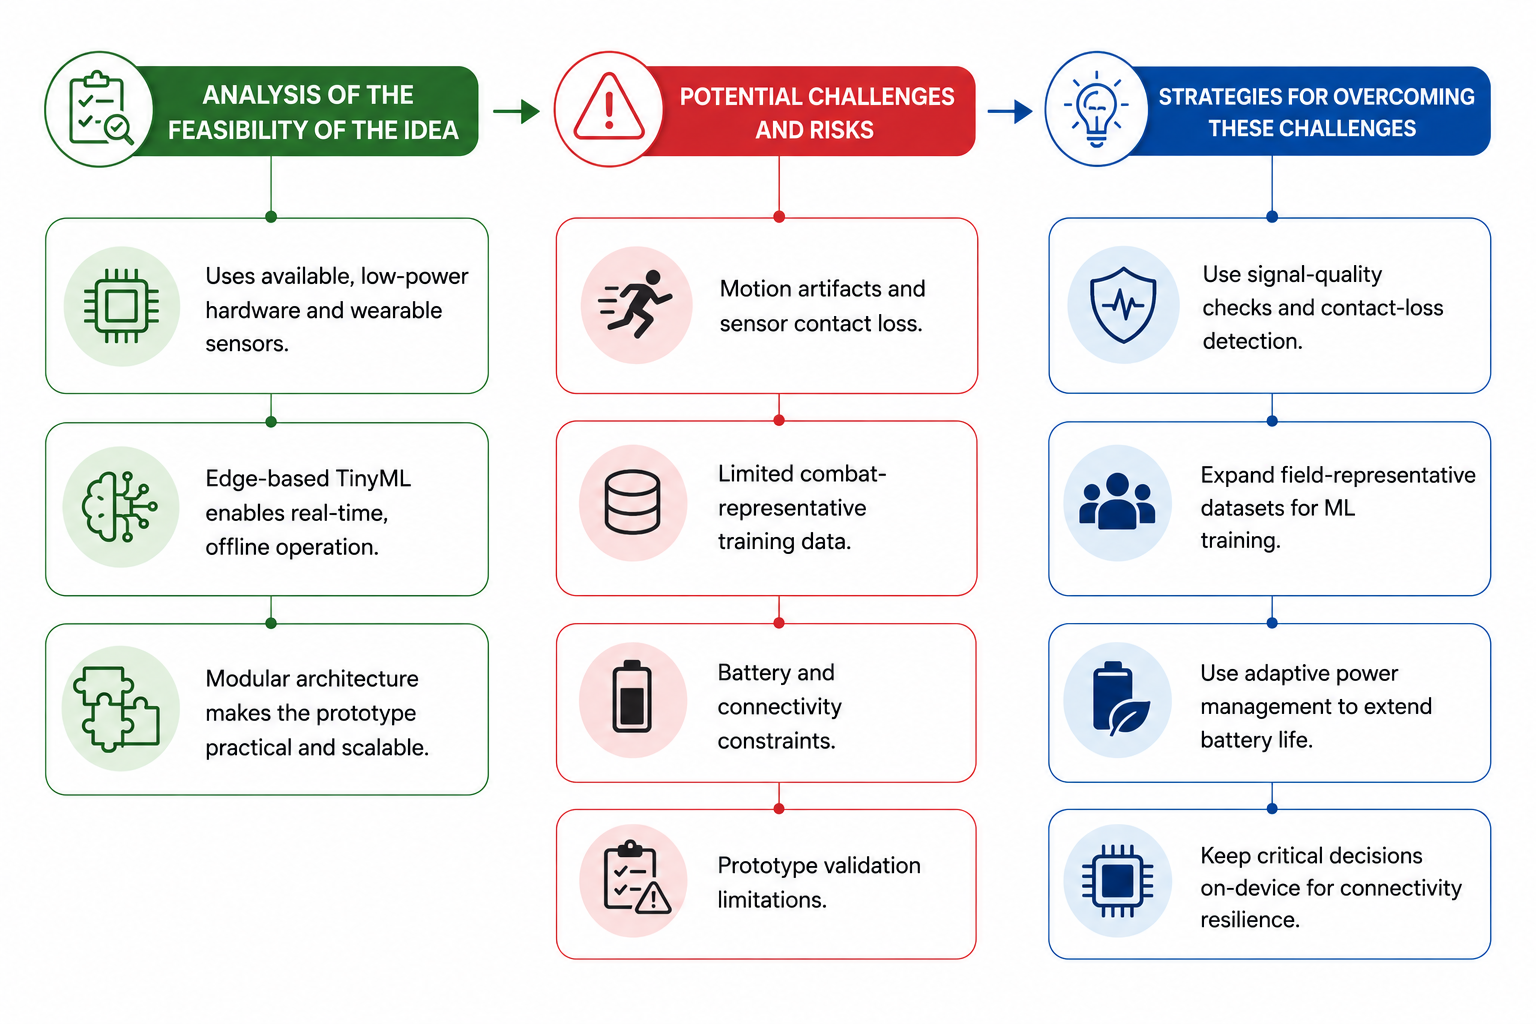 ANALYSIS OF THE
FEASIBILITY OF THE IDEA
Uses available, low-power
hardware and wearable
sensors.
Edge-based TinyML
enables real-time,
offline operation.
Modular architecture
makes the prototype
practical and scalable.
POTENTIAL CHALLENGES
AND RISKS
Motion artifacts and
sensor contact loss.
Limited combat-
representative
training data.
Battery and
connectivity
constraints.
Prototype validation
limitations.
STRATEGIES FOR OVERCOMING
THESE CHALLENGES
Use signal-quality
checks and contact-loss
detection.
Expand field-representative
datasets for ML
training.
Use adaptive power
management to extend
battery life.
Keep critical decisions
on-device for connectivity
resilience.